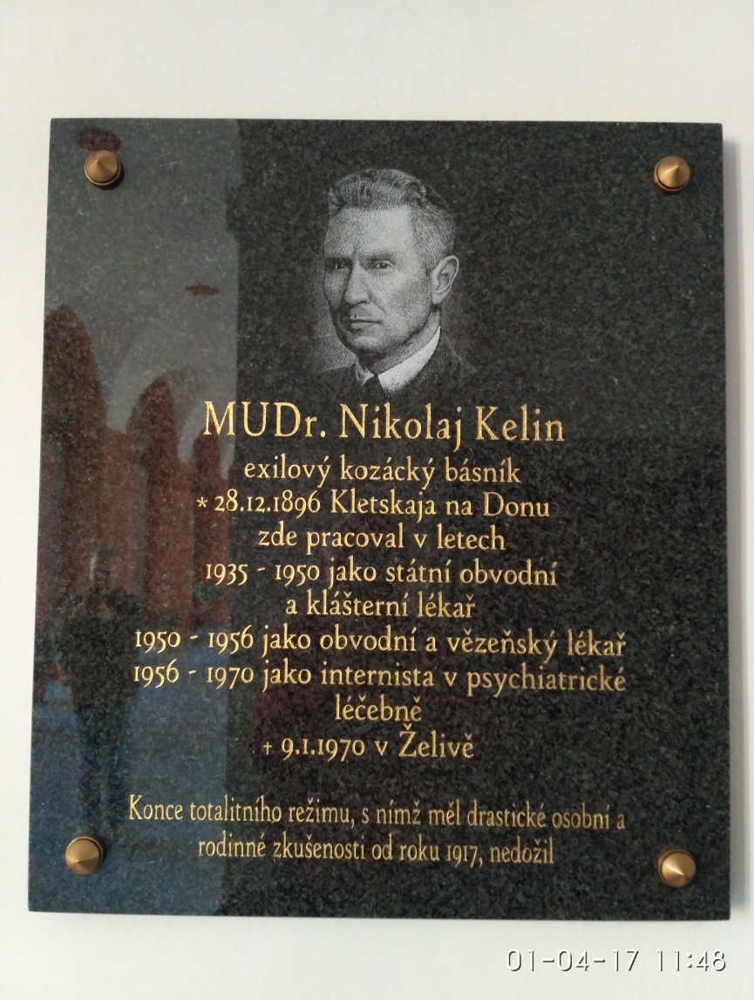 MUDr. Nikolaj Kelin
exilový kozácký básník
* 28.12.1896 Kletskaja na Donu
zde pracoval v letech
1935 - 1950 jako státní obvodní
a klášterní lékař
1950 - 1956 jako obvodní a vězeňský lékař
1956 - 1970 jako internista v psychiatrické
léčebně
+ 9.1.1970 v Želivě
Konce totalitního režimu, s nímž měl drastické osobní a
rodinné zkušenosti od roku 1917, nedožil
01-04-17 11:48